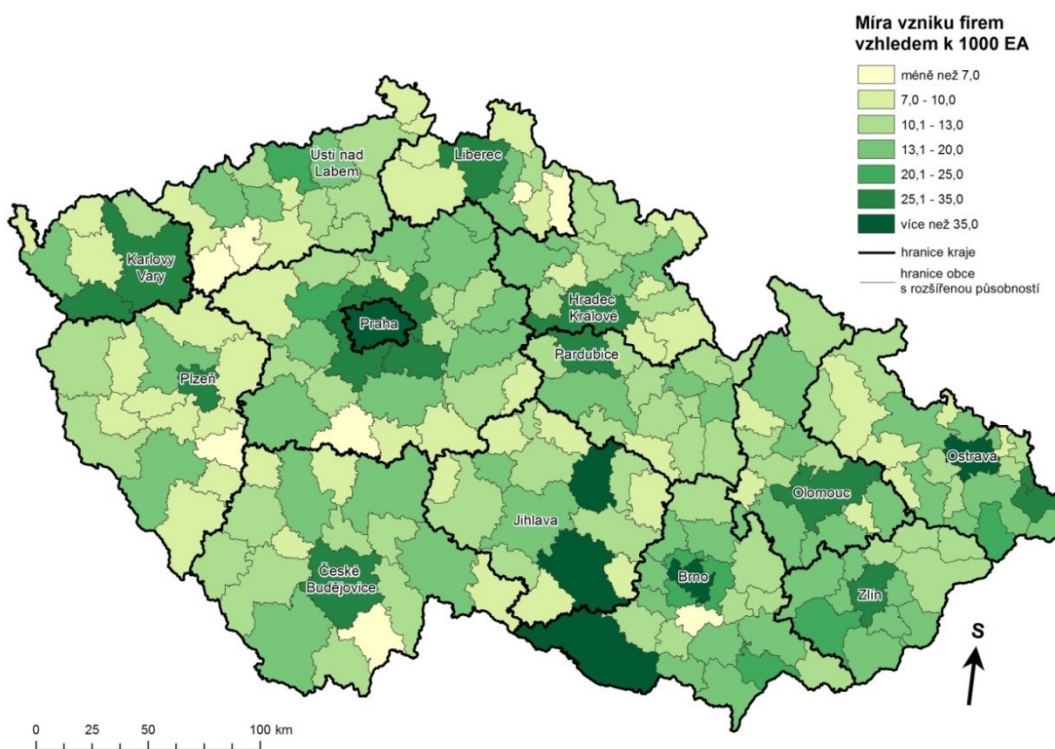 Míra vzniku firem
vzhledem k 1000 EA
méně než 7,0
7,0 - 10,0
10,1 - 13,0
13,1 - 20,0
20,1 - 25,0
25,1 - 35,0
více než 35,0
hranice kraje
hranice obce
s rozšířenou působností
Ústí nad
Labem
Liberec
Karlovy
Vary
Hradec
Králové
Praha
Pardubice
Plzeň
Ostrava
Olomouc
Jihlava
České
Budějovice
Brno
Zlín
S
0 25 50 100 km